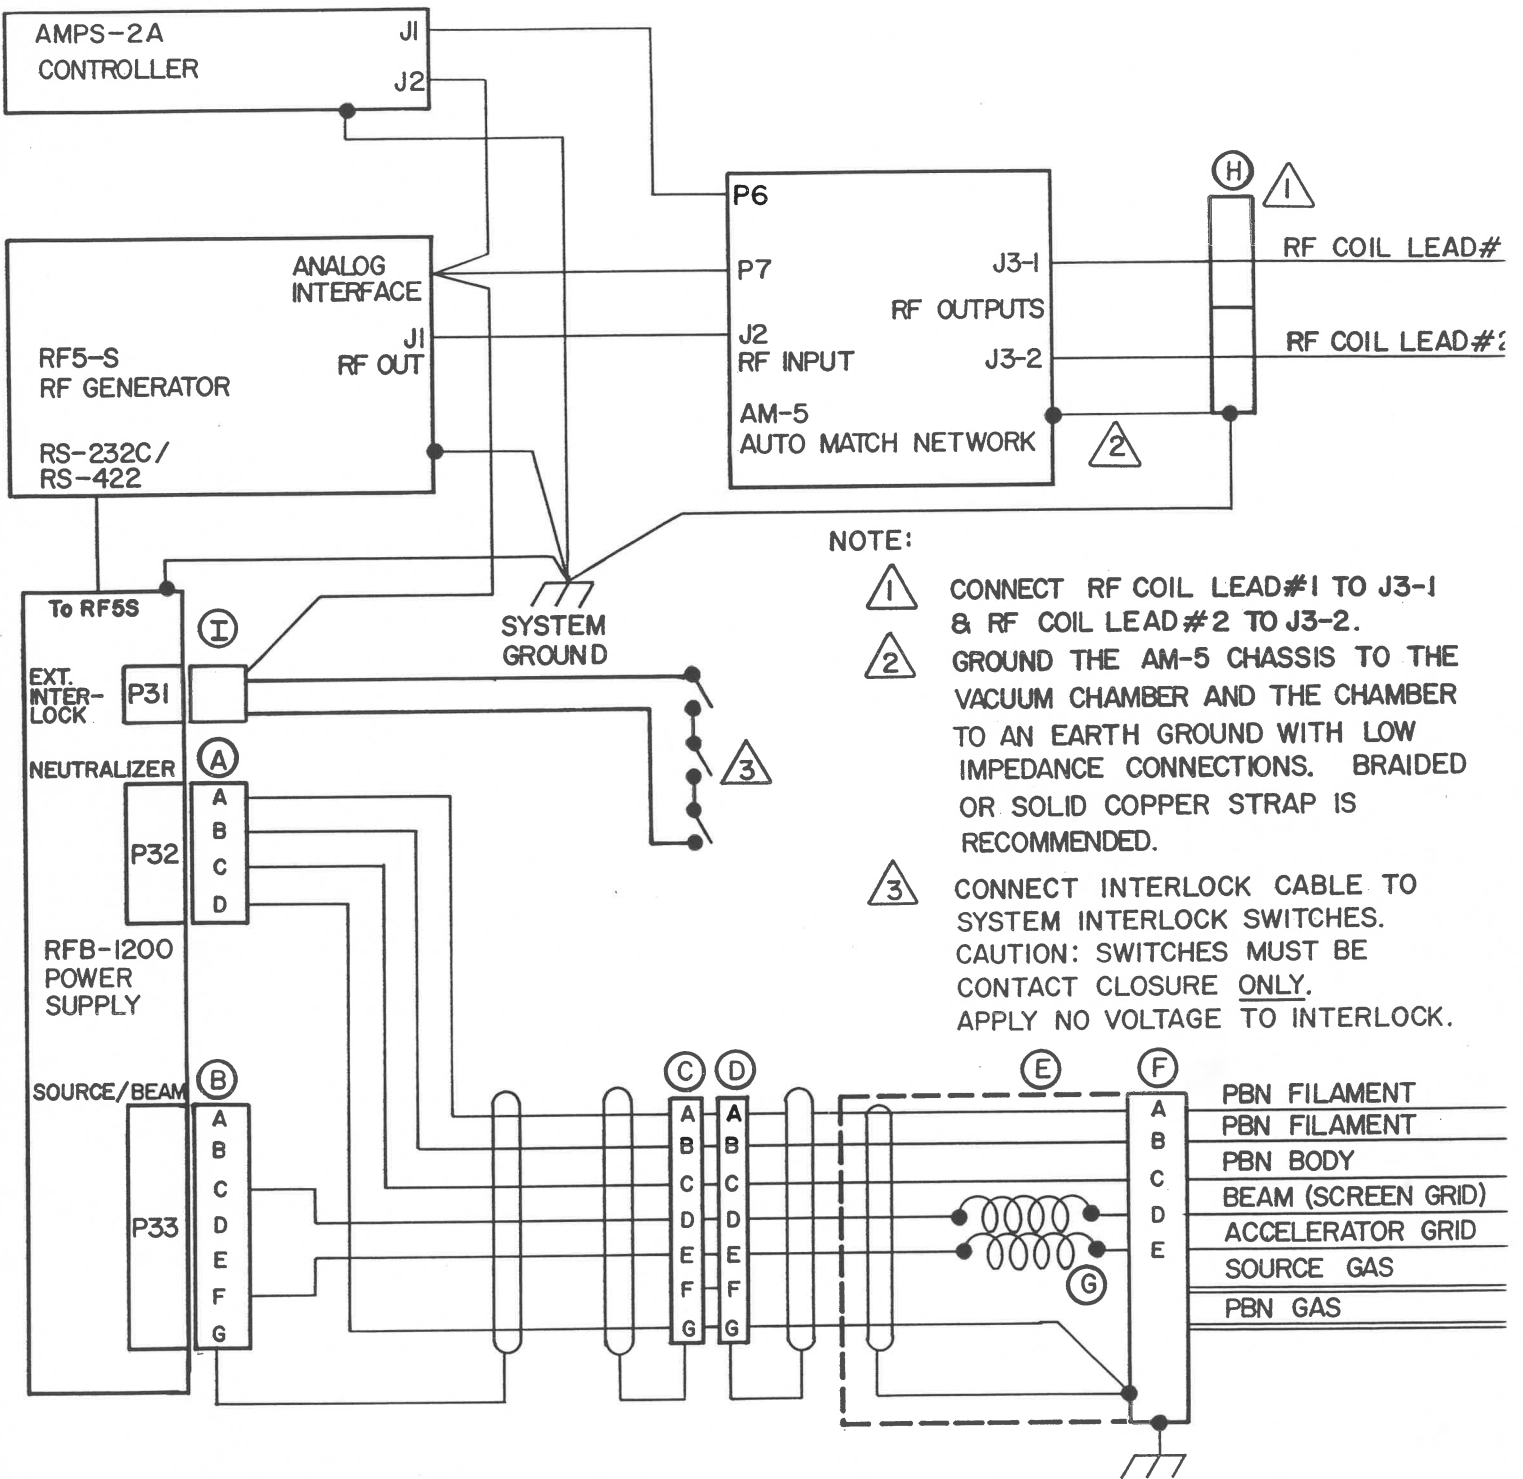 AMPS-2A
CONTROLLER
J1
J2
RF5-S
RF GENERATOR
ANALOG
INTERFACE
J1
RF OUT
RS-232C/
RS-422
P6
P7
J2
RF INPUT
J3-1
RF OUTPUTS
J3-2
AM-5
AUTO MATCH NETWORK
H
1
RF COIL LEAD#
RF COIL LEAD#2
2
SYSTEM
GROUND
NOTE:
1 CONNECT RF COIL LEAD#1 TO J3-1
& RF COIL LEAD#2 TO J3-2.
2 GROUND THE AM-5 CHASSIS TO THE
VACUUM CHAMBER AND THE CHAMBER
TO AN EARTH GROUND WITH LOW
IMPEDANCE CONNECTIONS. BRAIDED
OR SOLID COPPER STRAP IS
RECOMMENDED.
3 CONNECT INTERLOCK CABLE TO
SYSTEM INTERLOCK SWITCHES.
CAUTION: SWITCHES MUST BE
CONTACT CLOSURE ONLY.
APPLY NO VOLTAGE TO INTERLOCK.
To RF5S
I
EXT.
INTER-
LOCK
P31
3
NEUTRALIZER
A
P32
A
B
C
D
RFB-1200
POWER
SUPPLY
SOURCE/BEAM
B
P33
A
B
C
D
E
F
G
C
A
B
C
D
E
F
G
D
A
B
C
D
E
F
G
E
G
F
A
B
C
D
E
PBN FILAMENT
PBN FILAMENT
PBN BODY
BEAM (SCREEN GRID)
ACCELERATOR GRID
SOURCE GAS
PBN GAS